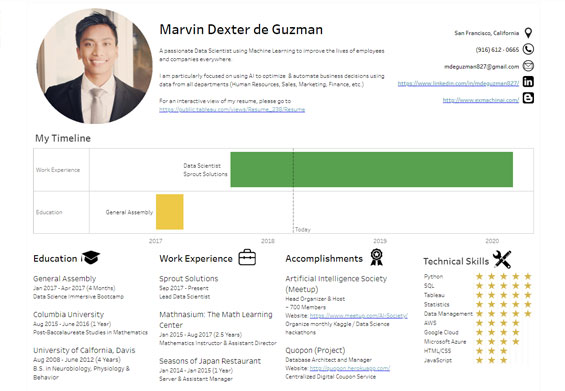 Marvin Dexter de Guzman
A passionate Data Scientist using Machine Learning to improve the lives of employees
and companies everywhere.
I am particularly focused on using AI to optimize & automate business decisions using
data from all departments (Human Resources, Sales, Marketing, Finance, etc.)
For an interactive view of my resume, please go to
https://public.tableau.com/views/Resume_238/Resume
San Francisco, California
(916) 612 - 0665
mdeguzman827@gmail.com
https://www.linkedin.com/in/mdeguzman827/
http://www.exmachinai.com/
My Timeline
Work Experience
Data Scientist
Sprout Solutions
Education
General Assembly
Today
2017
2018
2019
2020
Education
General Assembly
Jan 2017 - Apr 2017 (4 Months)
Data Science Immersive Bootcamp
Columbia University
Aug 2015 - June 2016 (1 Year)
Post-Baccalaureate Studies in Mathematics
University of Calfornia, Davis
Aug 2008 - June 2012 (4 Years)
B.S. in Neurobiology, Physiology &
Behavior
Work Experience
Sprout Solutions
Sep 2017 - Present
Lead Data Scientist
Mathnasium: The Math Learning
Center
Jan 2015 - Aug 2017 (2.5 Years)
Mathematics Instructor & Assistant Director
Seasons of Japan Restaurant
Jan 2014 - Jan 2015 (1 Year)
Server & Assistant Manager
Accomplishments
Artificial Intelligence Society
(Meetup)
Head Organizer & Host
~ 700 Members
Website: https://www.meetup.com/AI-Society/
Organize monthly Kaggle / Data Science
hackathons
Quopon (Project)
Database Architect and Manager
Website: http://quopon.herokuapp.com/
Centralized Digital Coupon Service
Technical Skills
Python
SQL
Tableau
Statistics
Data Management
AWS
Google Cloud
Microsoft Azure
HTML/CSS
JavaScript